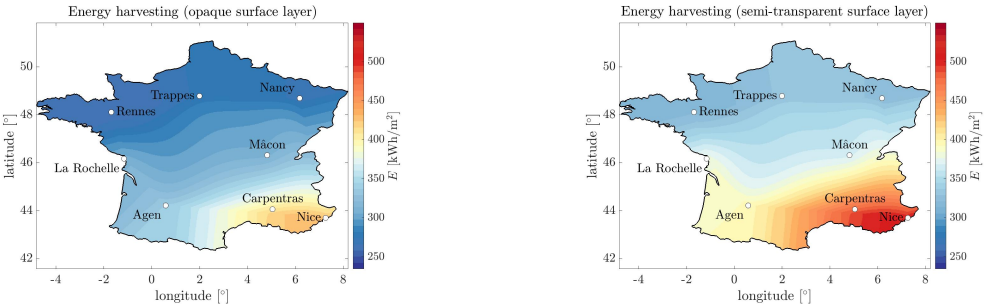 Energy harvesting (opaque surface layer)
50
48
46
44
42
latitude [°]
Trappes
Nancy
Rennes
Mâcon
La Rochelle
Carpentras
Agen
Nice
-4 -2 0 2 4 6 8
longitude [°]
500
450
400
350
300
250
E [kWh/m²]
Energy harvesting (semi-transparent surface layer)
50
48
46
44
42
latitude [°]
Trappes
Nancy
Rennes
Mâcon
La Rochelle
Carpentras
Agen
Nice
-4 -2 0 2 4 6 8
longitude [°]
500
450
400
350
300
250
E [kWh/m²]